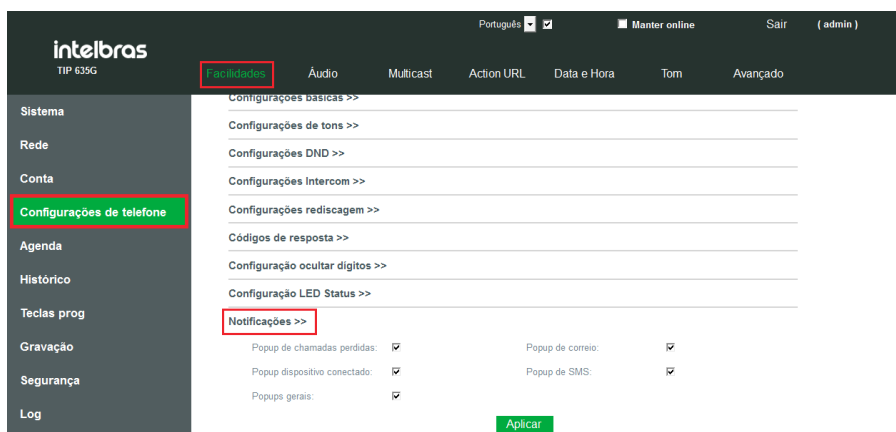 Português
Manter online
Sair
( admin )
intelbras
TIP 635G
Facilidades
Áudio
Multicast
Action URL
Data e Hora
Tom
Avançado
Sistema
Rede
Conta
Configurações de telefone
Agenda
Histórico
Teclas prog
Gravação
Segurança
Log
Configurações básicas >>
Configurações de tons >>
Configurações DND >>
Configurações Intercom >>
Configurações rediscagem >>
Códigos de resposta >>
Configuração ocultar dígitos >>
Configuração LED Status >>
Notificações >>
Popup de chamadas perdidas:
Popup de correio:
Popup dispositivo conectado:
Popup de SMS:
Popups gerais:
Aplicar